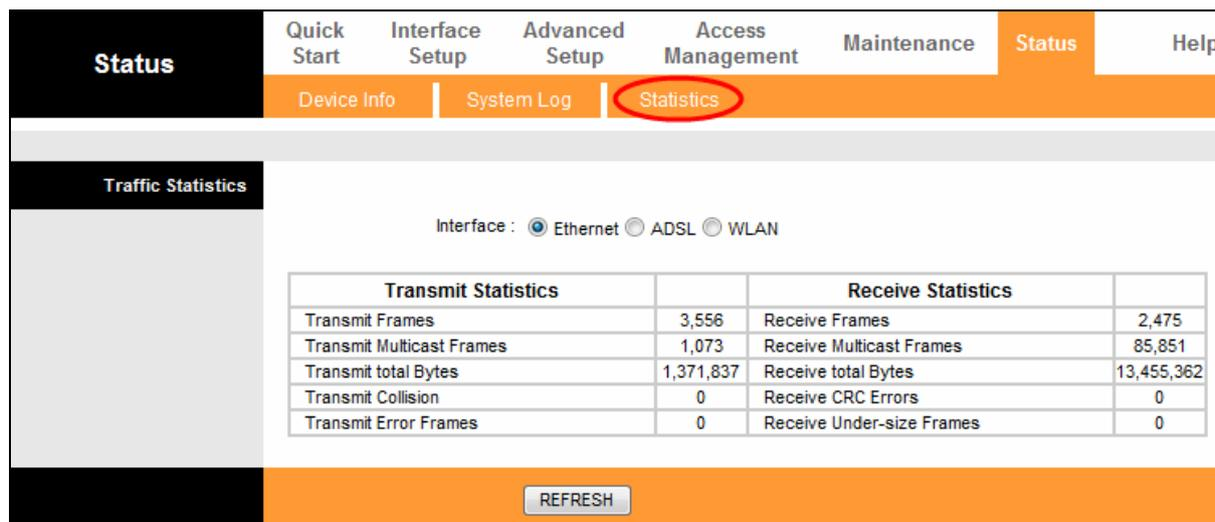 Status
Quick Start
Interface Setup
Advanced Setup
Access Management
Maintenance
Status
Help
Device Info
System Log
Statistics
Traffic Statistics
Interface : Ethernet ADSL WLAN
Transmit Statistics Receive Statistics
Transmit Frames 3,556 Receive Frames 2,475
Transmit Multicast Frames 1,073 Receive Multicast Frames 85,851
Transmit total Bytes 1,371,837 Receive total Bytes 13,455,362
Transmit Collision 0 Receive CRC Errors 0
Transmit Error Frames 0 Receive Under-size Frames 0
REFRESH